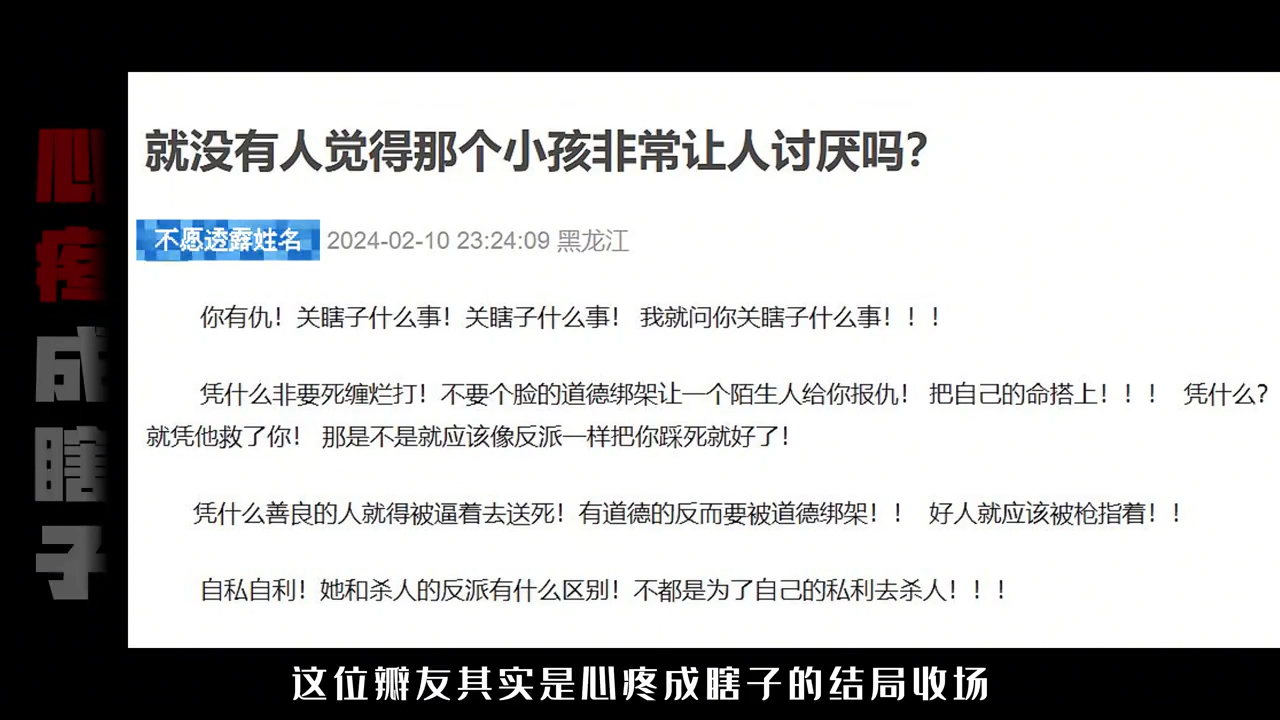 心疼成瞎子
就没有人觉得那个小孩非常让人讨厌吗?
不愿透露姓名 2024-02-10 23:24:09 黑龙江
你有仇！关瞎子什么事！关瞎子什么事！ 我就问你关瞎子什么事！！！
凭什么非要死缠烂打！不要个脸的道德绑架让一个陌生人给你报仇！ 把自己的命搭上！！！ 凭什么？
就凭他救了你！ 那是不是就应该像反派一样把你踩死就好了！
凭什么善良的人就得被逼着去送死！有道德的反而要被道德绑架！！ 好人就应该被枪指着！！
自私自利！她和杀人的反派有什么区别！不都是为了自己的私利去杀人！！！
这位瓣友其实是心疼成瞎子的结局收场